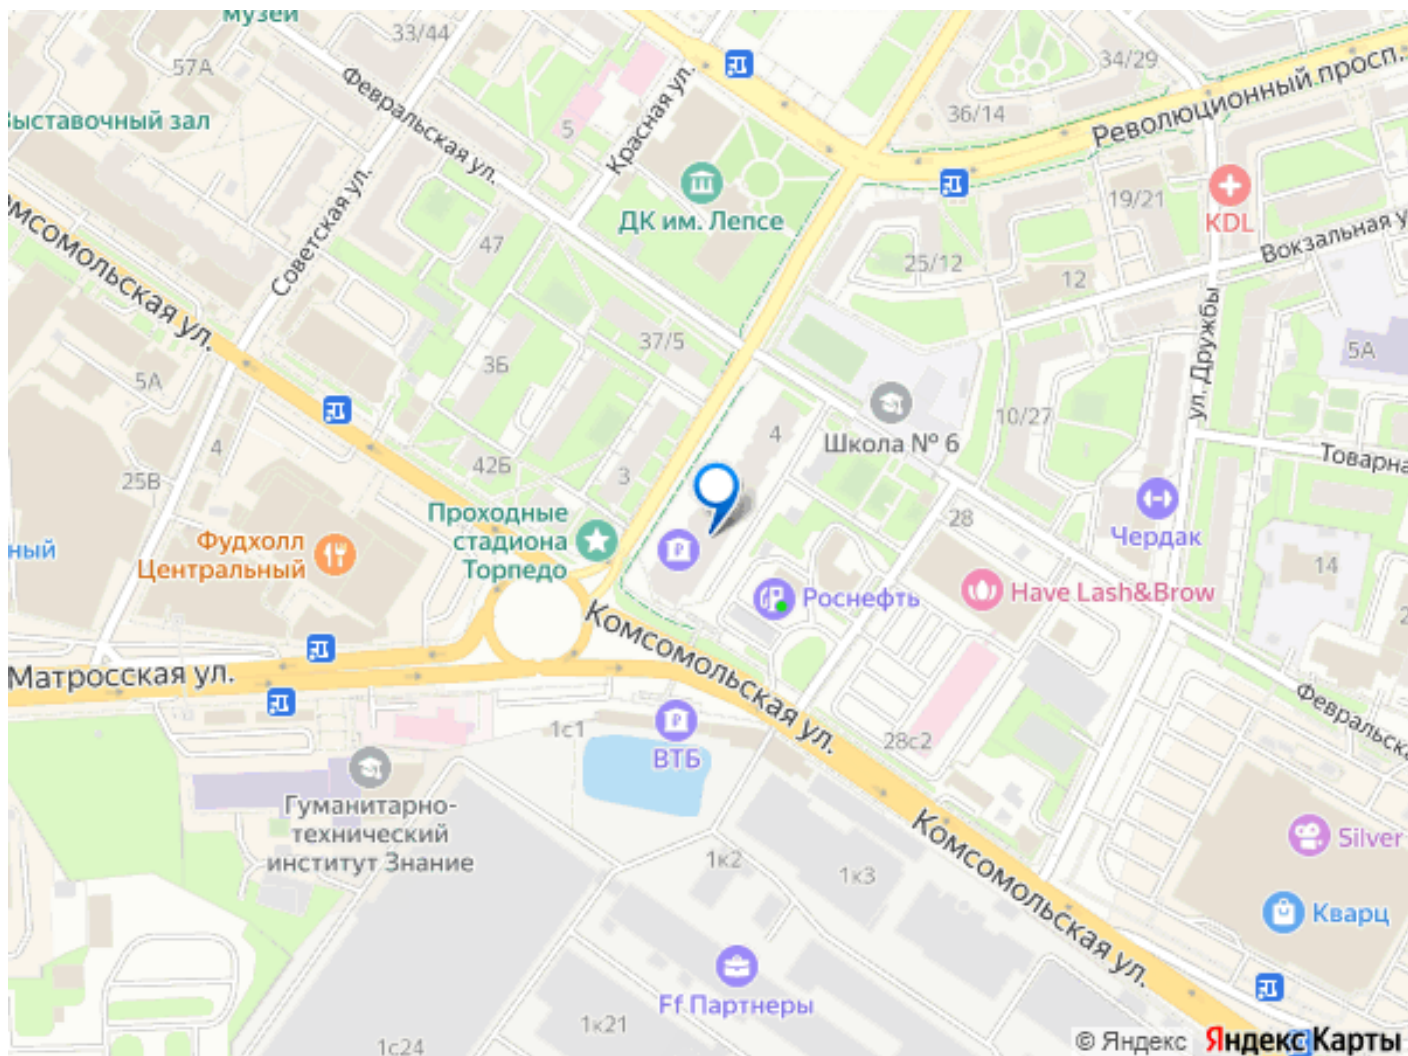 музей
33/44
57А
Февральская ул.
Выставочный зал
5
Красная ул.
34/29
36/14
Революционный просп.
ДК им. Лепсе
19/21
KDL
Вокзальная у
Советская ул.
47
25/12
12
Комсомольская ул.
37/5
3Б
5А
5А
ул. Дружбы
Школа № 6
10/27
4
4
Товарна
25В
42Б
3
28
Проходные
стадиона
Торпедо
Фудхолл
Центральный
ный
Чердак
14
Роснефть
Have Lash&Brow
2
Комсомольская ул.
Матросская ул.
Февральска
1с1
ВТБ
28с2
Гуманитарно-
технический
институт Знание
1к2
1к3
Комсомольская ул.
Silver
Кварц
Ff Партнеры
1к21
1с24
© Яндекс Яндекс Карты